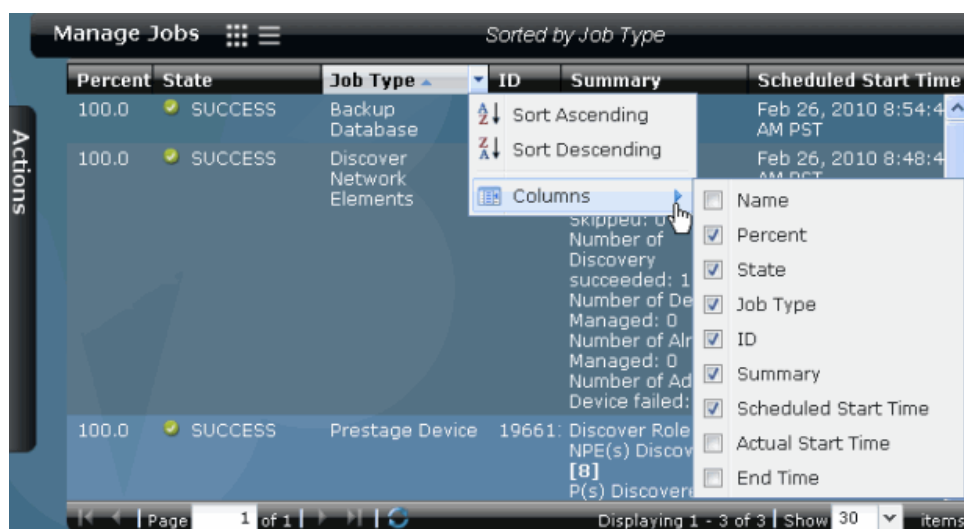 Manage Jobs
Sorted by Job Type
Actions
Percent State Job Type ID Summary Scheduled Start Time
100.0 SUCCESS Backup Database Feb 26, 2010 8:54:4
AM PST
100.0 SUCCESS Discover Network Elements Feb 26, 2010 8:48:4
Sort Ascending
Sort Descending
Columns
Name
Percent
State
Job Type
ID
Summary
Scheduled Start Time
Actual Start Time
End Time
Number of
Discovery
succeeded: 1
Number of De
Managed: 0
Number of Alr
Managed: 0
Number of Ad
Device failed:
100.0 SUCCESS Prestage Device 19661: Discover Role
NPE(s) Discov
[8]
P(s) Discovere
Page 1 of 1
Displaying 1 - 3 of 3 Show 30 items